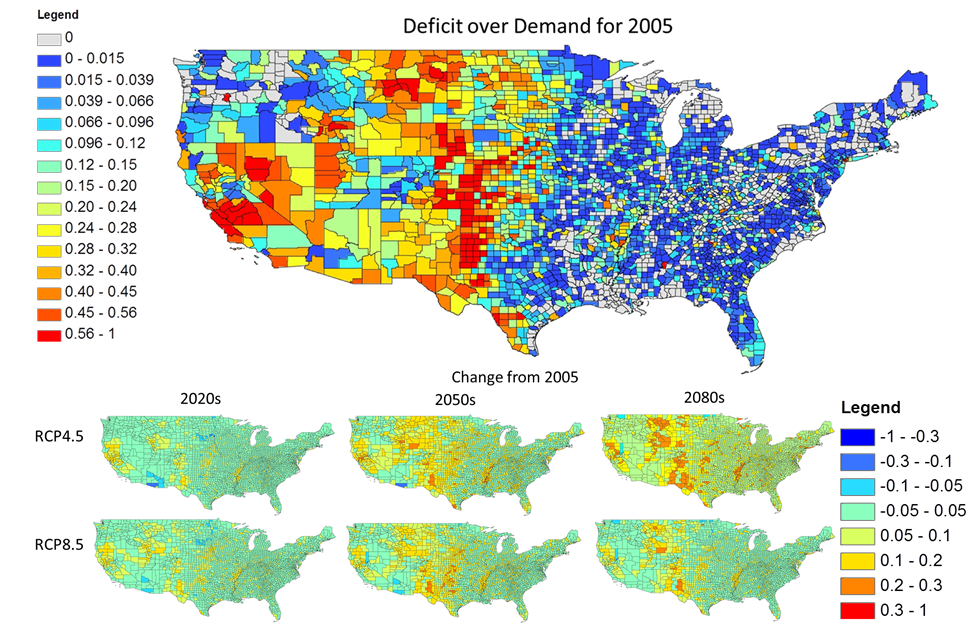 Legend
Deficit over Demand for 2005
0
0 - 0.015
0.015 - 0.039
0.039 - 0.066
0.066 - 0.096
0.096 - 0.12
0.12 - 0.15
0.15 - 0.20
0.20 - 0.24
0.24 - 0.28
0.28 - 0.32
0.32 - 0.40
0.40 - 0.45
0.45 - 0.56
0.56 - 1
Change from 2005
2020s 2050s 2080s
RCP4.5
RCP8.5
Legend
-1 - -0.3
-0.3 - -0.1
-0.1 - -0.05
-0.05 - 0.05
0.05 - 0.1
0.1 - 0.2
0.2 - 0.3
0.3 - 1